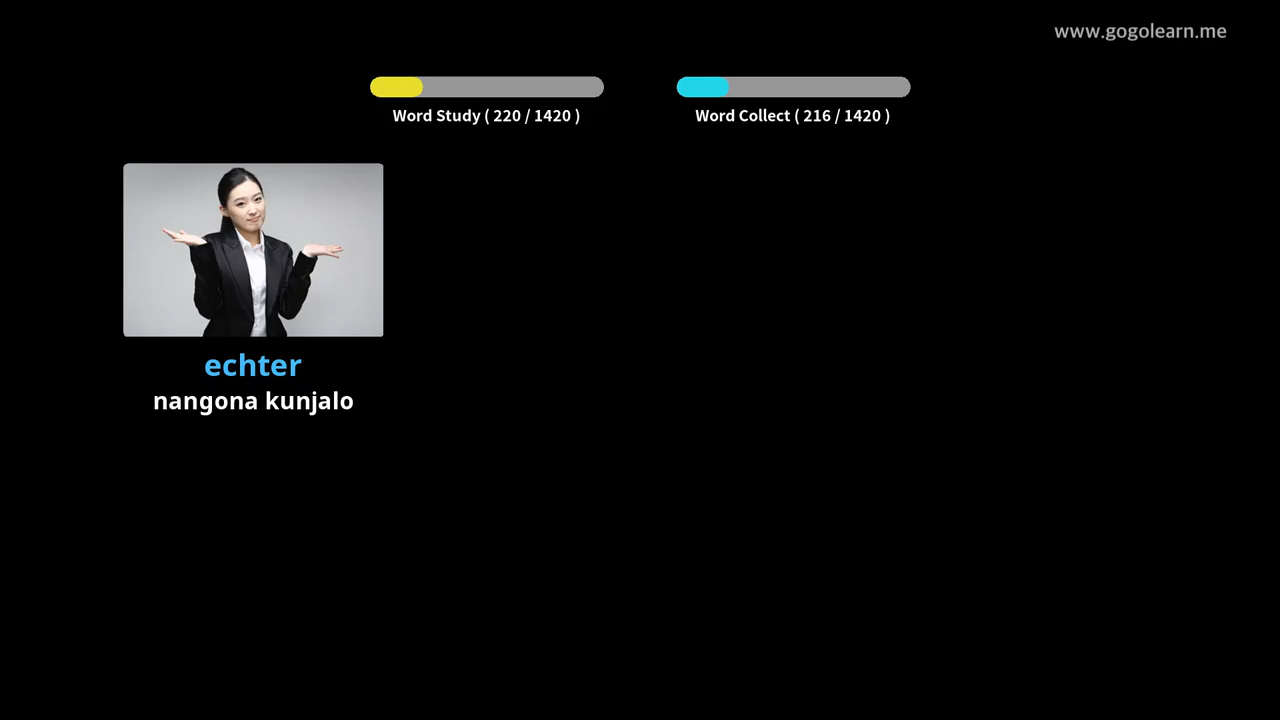 www.gogolearn.me
Word Study ( 220 / 1420 )
Word Collect ( 216 / 1420 )
echter
nangona kunjalo